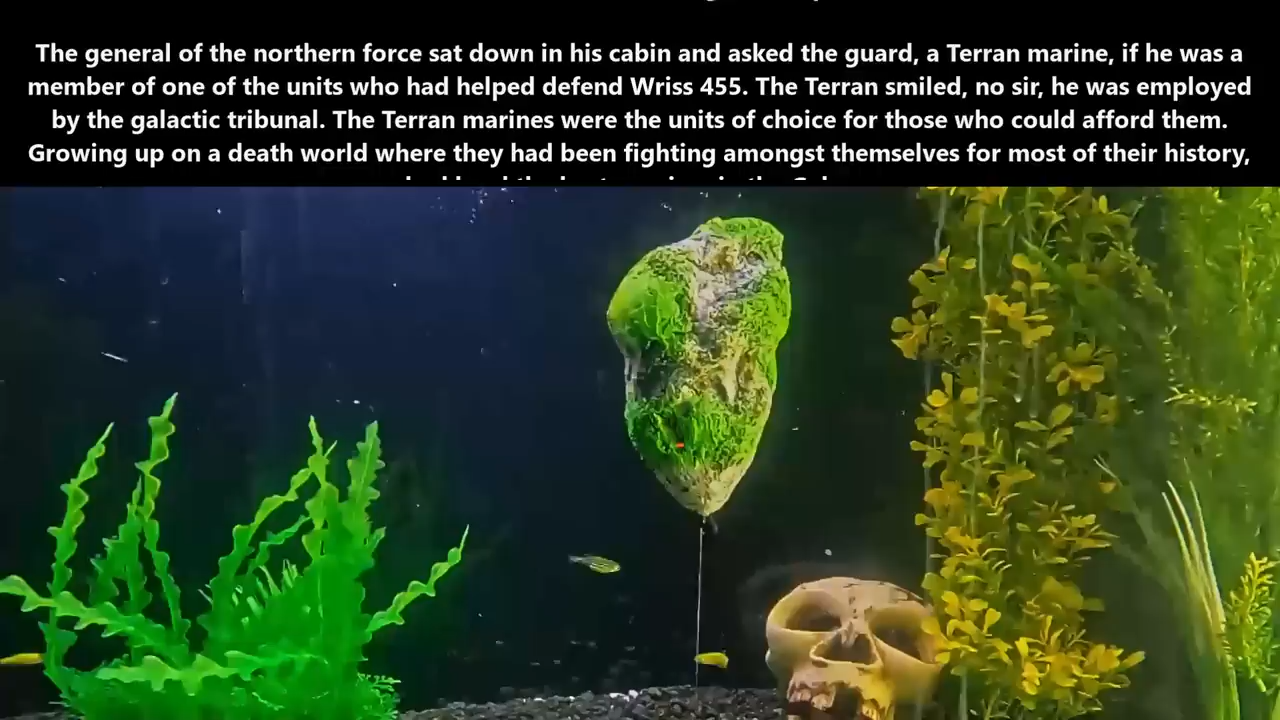 The general of the northern force sat down in his cabin and asked the guard, a Terran marine, if he was a
member of one of the units who had helped defend Wriss 455. The Terran smiled, no sir, he was employed
by the galactic tribunal. The Terran marines were the units of choice for those who could afford them.
Growing up on a death world where they had been fighting amongst themselves for most of their history,